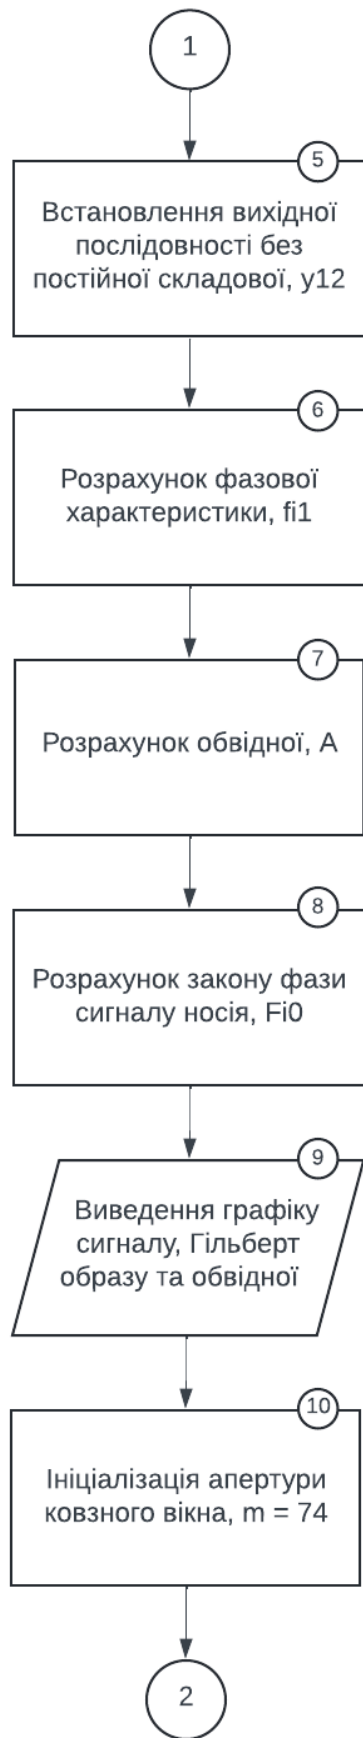 1
5
Встановлення вихідної
послідовності без
постійної складової, y12
6
Розрахунок фазової
характеристики, fi1
7
Розрахунок обвідної, A
8
Розрахунок закону фази
сигналу носія, Fi0
9
Виведення графіку
сигналу, Гільберт
образу та обвідної
10
Ініціалізація апертури
ковзного вікна, m = 74
2